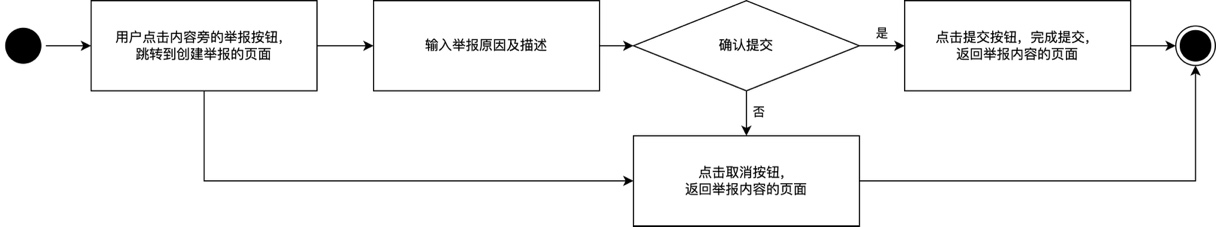 用户点击内容旁的举报按钮，
跳转到创建举报的页面
输入举报原因及描述
确认提交
是
点击提交按钮，完成提交，
返回举报内容的页面
否
点击取消按钮，
返回举报内容的页面